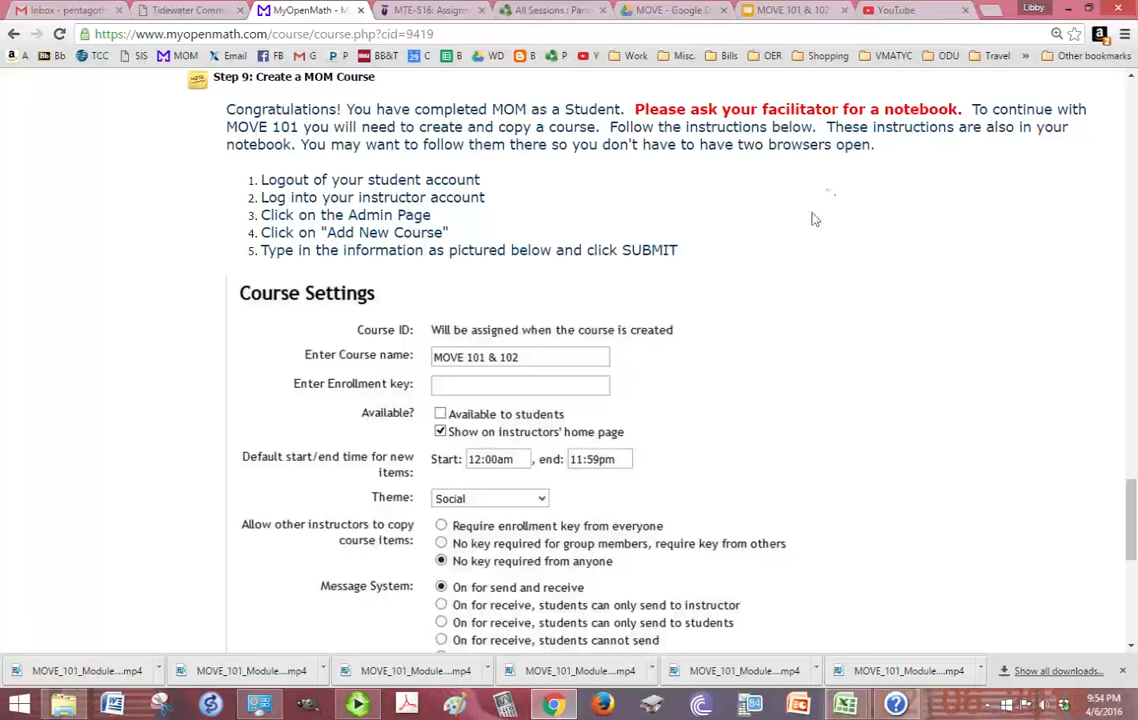 Inbox - pentagoth
Tidewater Comm
MyOpenMath - M
MTE-516: Assignm
All Sessions : Pare
MOVE - Google D
MOVE 101 & 102
YouTube
Libby
https://www.myopenmath.com/course/course.php?cid=9419
A Bb TCC SIS MOM Email FB G P BB&T C B WD B P Y Work Misc. Bills OER Shopping VMATYC ODU Travel » Other bookmarks
Step 9: Create a MOM Course
Congratulations! You have completed MOM as a Student. Please ask your facilitator for a notebook. To continue with
MOVE 101 you will need to create and copy a course. Follow the instructions below. These instructions are also in your
notebook. You may want to follow them there so you don't have to have two browsers open.
1. Logout of your student account
2. Log into your instructor account
3. Click on the Admin Page
4. Click on "Add New Course"
5. Type in the information as pictured below and click SUBMIT
Course Settings
Course ID: Will be assigned when the course is created
Enter Course name: MOVE 101 & 102
Enter Enrollment key:
Available? Available to students
Show on instructors' home page
Default start/end time for new
items:
Start: 12:00am , end: 11:59pm
Theme: Social
Allow other instructors to copy
course items:
Require enrollment key from everyone
No key required for group members, require key from others
No key required from anyone
Message System: On for send and receive
On for receive, students can only send to instructor
On for receive, students can only send to students
On for receive, students cannot send
MOVE_101_Module....mp4
MOVE_101_Module....mp4
MOVE_101_Module....mp4
MOVE_101_Module....mp4
MOVE_101_Module....mp4
MOVE_101_Module....mp4
Show all downloads...
84
9:54 PM
4/6/2016